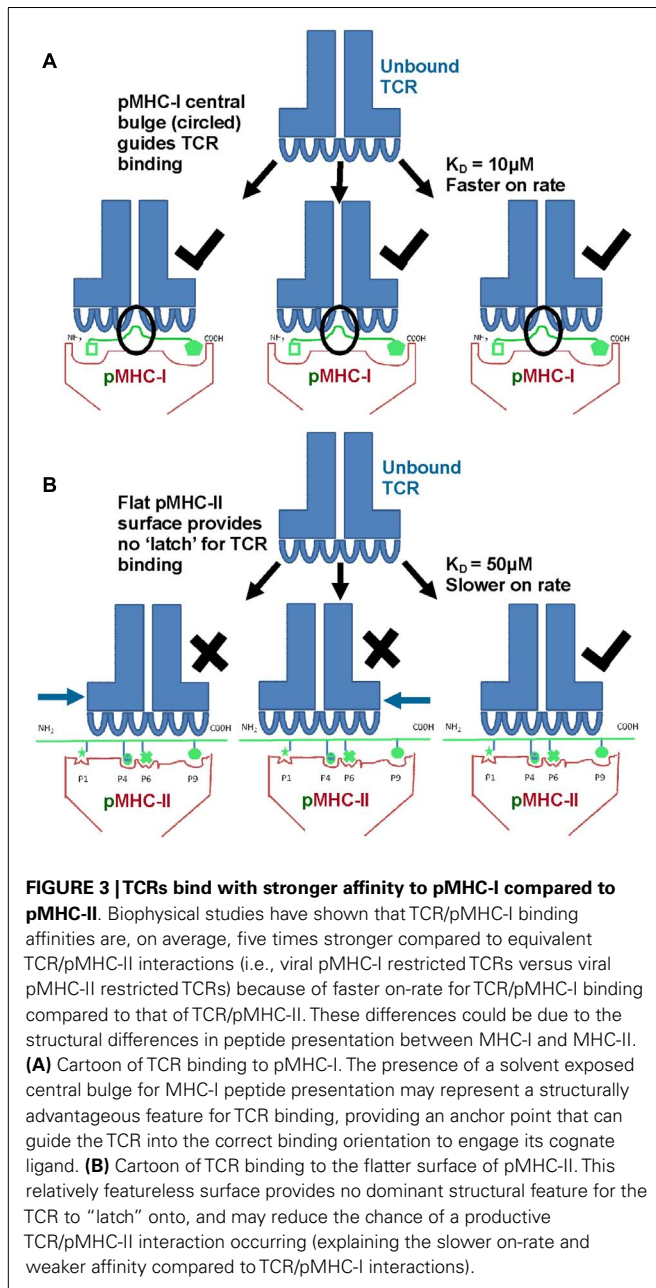 A
Unbound
TCR
pMHC-I central
bulge (circled)
guides TCR
binding
K_D = 10µM
Faster on rate
NH₂ COOH NH₂ COOH NH₂ COOH
pMHC-I pMHC-I pMHC-I
B
Unbound
TCR
Flat pMHC-II
surface provides
no ‘latch’ for TCR
binding
K_D = 50µM
Slower on rate
NH₂ COOH NH₂ COOH NH₂ COOH
P1 P4 P6 P9 P1 P4 P6 P9 P1 P4 P6 P9
pMHC-II pMHC-II pMHC-II
FIGURE 3 | TCRs bind with stronger affinity to pMHC-I compared to
pMHC-II. Biophysical studies have shown that TCR/pMHC-I binding
affinities are, on average, five times stronger compared to equivalent
TCR/pMHC-II interactions (i.e., viral pMHC-I restricted TCRs versus viral
pMHC-II restricted TCRs) because of faster on-rate for TCR/pMHC-I binding
compared to that of TCR/pMHC-II. These differences could be due to the
structural differences in peptide presentation between MHC-I and MHC-II.
(A) Cartoon of TCR binding to pMHC-I. The presence of a solvent exposed
central bulge for MHC-I peptide presentation may represent a structurally
advantageous feature for TCR binding, providing an anchor point that can
guide the TCR into the correct binding orientation to engage its cognate
ligand. (B) Cartoon of TCR binding to the flatter surface of pMHC-II. This
relatively featureless surface provides no dominant structural feature for the
TCR to “latch” onto, and may reduce the chance of a productive
TCR/pMHC-II interaction occurring (explaining the slower on-rate and
weaker affinity compared to TCR/pMHC-I interactions).